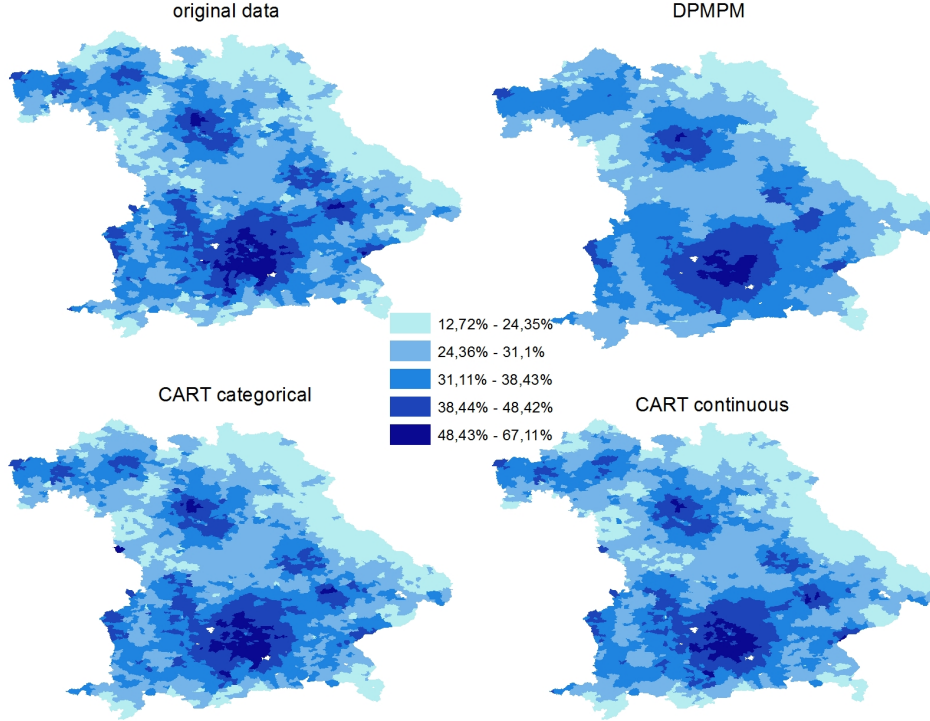 original data
DPMPM
12,72% - 24,35%
24,36% - 31,1%
31,11% - 38,43%
38,44% - 48,42%
48,43% - 67,11%
CART categorical
CART continuous